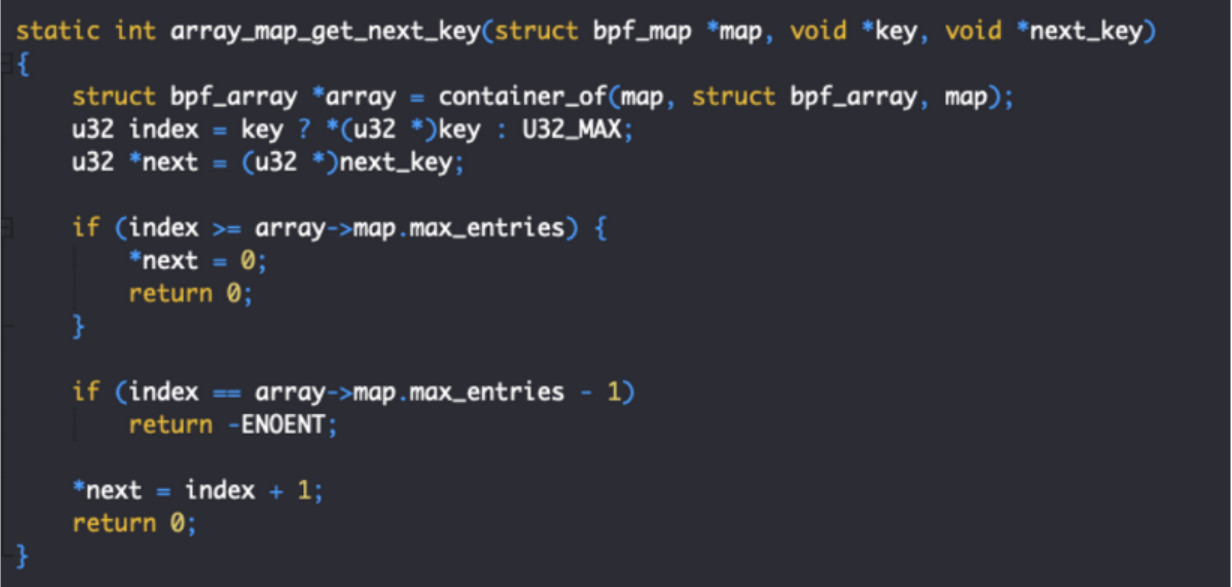 static int array_map_get_next_key(struct bpf_map *map, void *key, void *next_key)
{
    struct bpf_array *array = container_of(map, struct bpf_array, map);
    u32 index = key ? *(u32 *)key : U32_MAX;
    u32 *next = (u32 *)next_key;

    if (index >= array->map.max_entries) {
        *next = 0;
        return 0;
    }

    if (index == array->map.max_entries - 1)
        return -ENOENT;

    *next = index + 1;
    return 0;
}